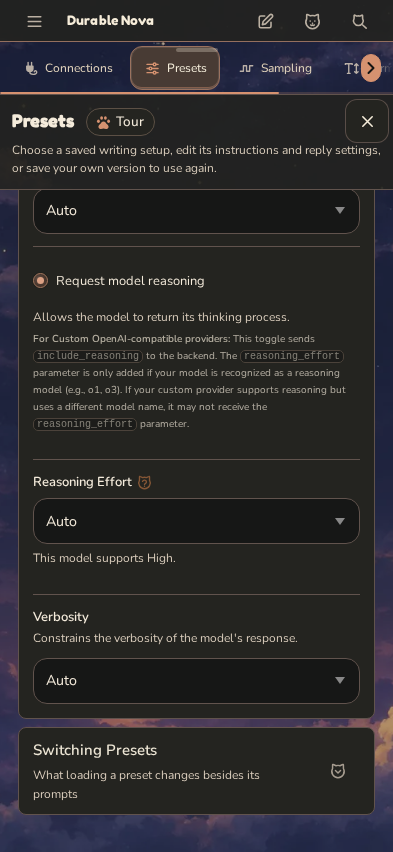 Durable Nova
Connections
Presets
Sampling
Presets
Tour
Choose a saved writing setup, edit its instructions and reply settings,
or save your own version to use again.
Auto
Request model reasoning
Allows the model to return its thinking process.
For Custom OpenAI-compatible providers: This toggle sends
include_reasoning to the backend. The reasoning_effort
parameter is only added if your model is recognized as a reasoning
model (e.g., o1, o3). If your custom provider supports reasoning but
uses a different model name, it may not receive the
reasoning_effort parameter.
Reasoning Effort
Auto
This model supports High.
Verbosity
Constrains the verbosity of the model's response.
Auto
Switching Presets
What loading a preset changes besides its
prompts